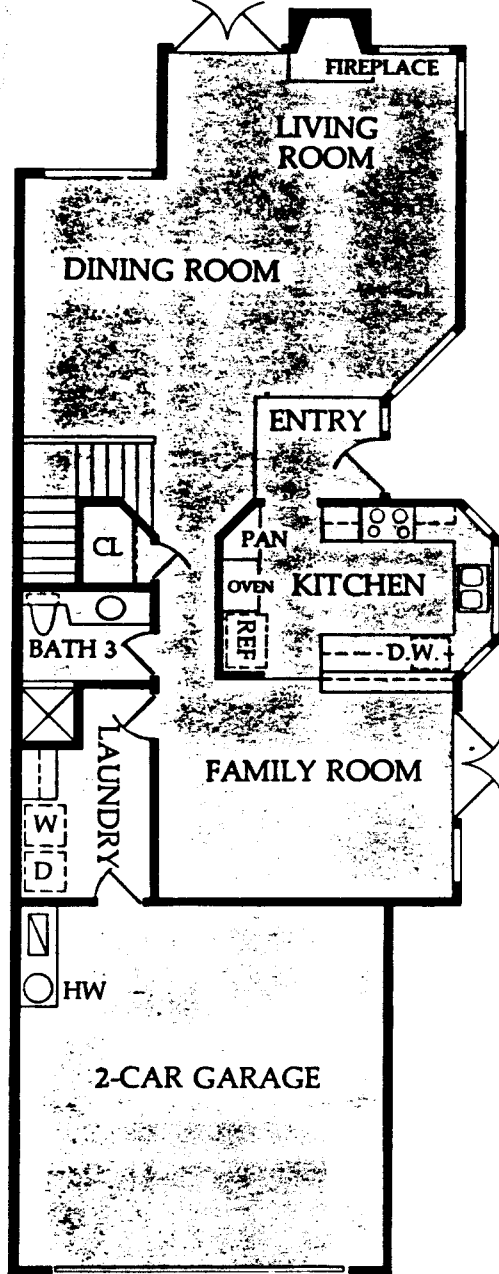 FIREPLACE
LIVING
ROOM
DINING ROOM
ENTRY
PAN
CL
OVEN
KITCHEN
REF
BATH 3
D.W.
LAUNDRY
FAMILY ROOM
W
D
HW
2-CAR GARAGE